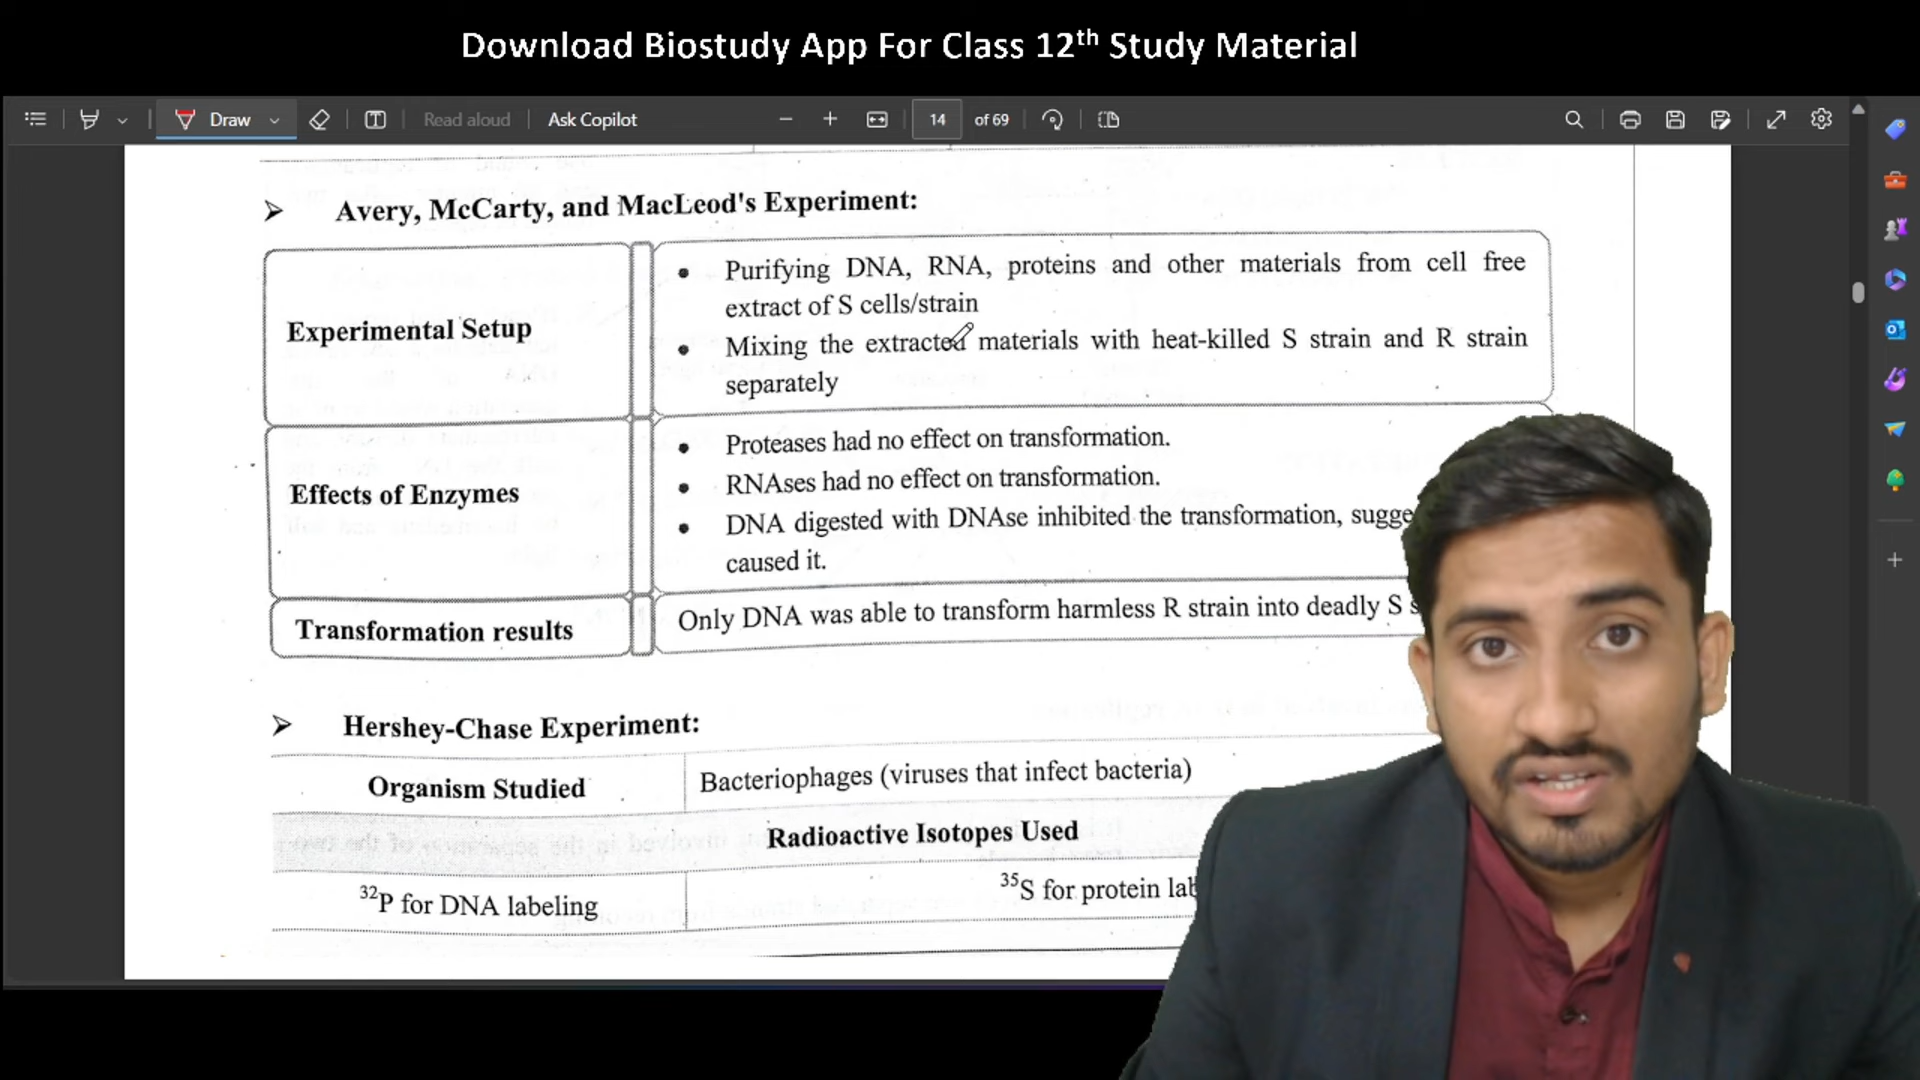 Download Biostudy App For Class 12th Study Material
Draw
Read aloud
Ask Copilot
14
of 69
Avery, McCarty, and MacLeod's Experiment:
Experimental Setup
Purifying DNA, RNA, proteins and other materials from cell free
extract of S cells/strain
Mixing the extracted materials with heat-killed S strain and R strain
separately
Effects of Enzymes
Proteases had no effect on transformation.
RNAses had no effect on transformation.
DNA digested with DNAse inhibited the transformation, sugge
caused it.
Transformation results
Only DNA was able to transform harmless R strain into deadly S s
Hershey-Chase Experiment:
Organism Studied
Bacteriophages (viruses that infect bacteria)
Radioactive Isotopes Used
32P for DNA labeling
35S for protein lab